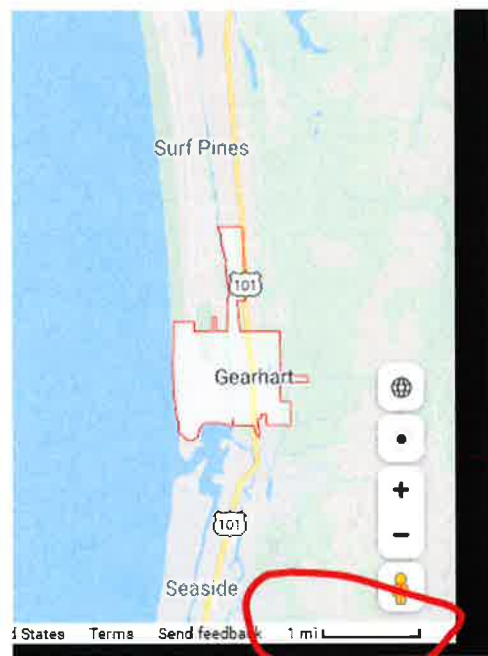 Surf Pines
101
Gearhart
101
Seaside
d States Terms Send feedback 1 mi